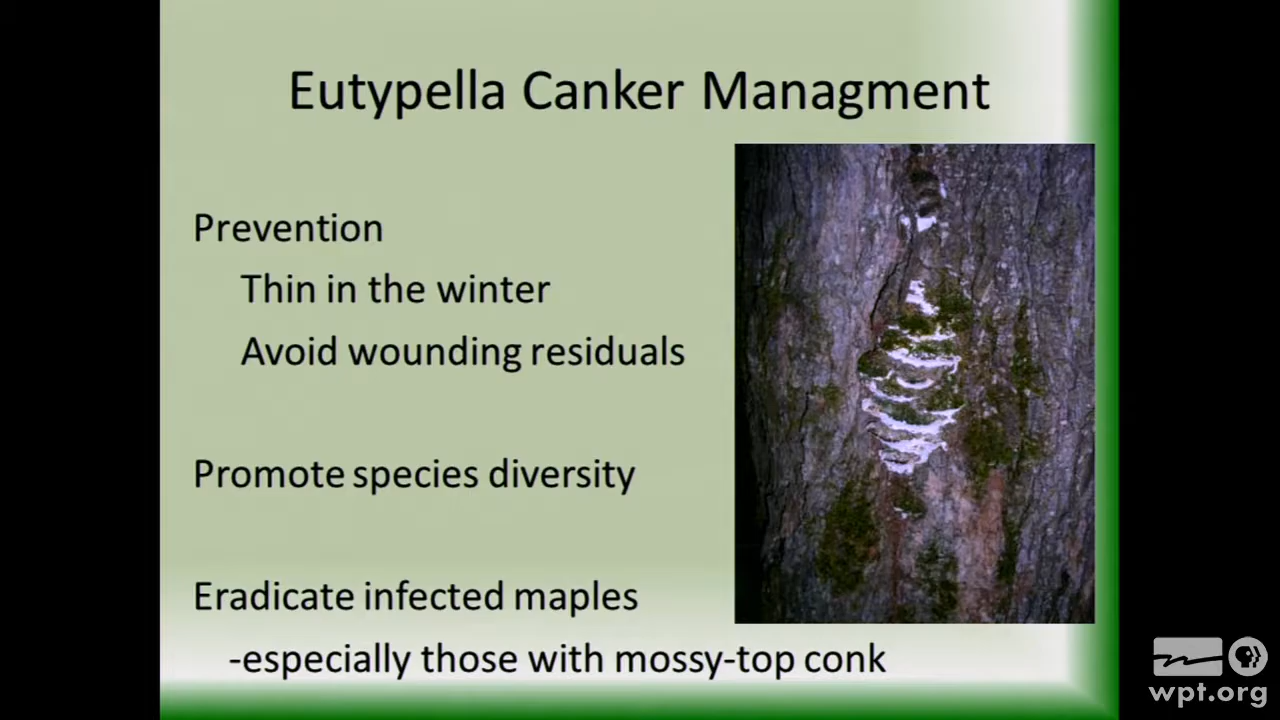 Eutypella Canker Managment
Prevention
Thin in the winter
Avoid wounding residuals
Promote species diversity
Eradicate infected maples
-especially those with mossy-top conk
wpt.org